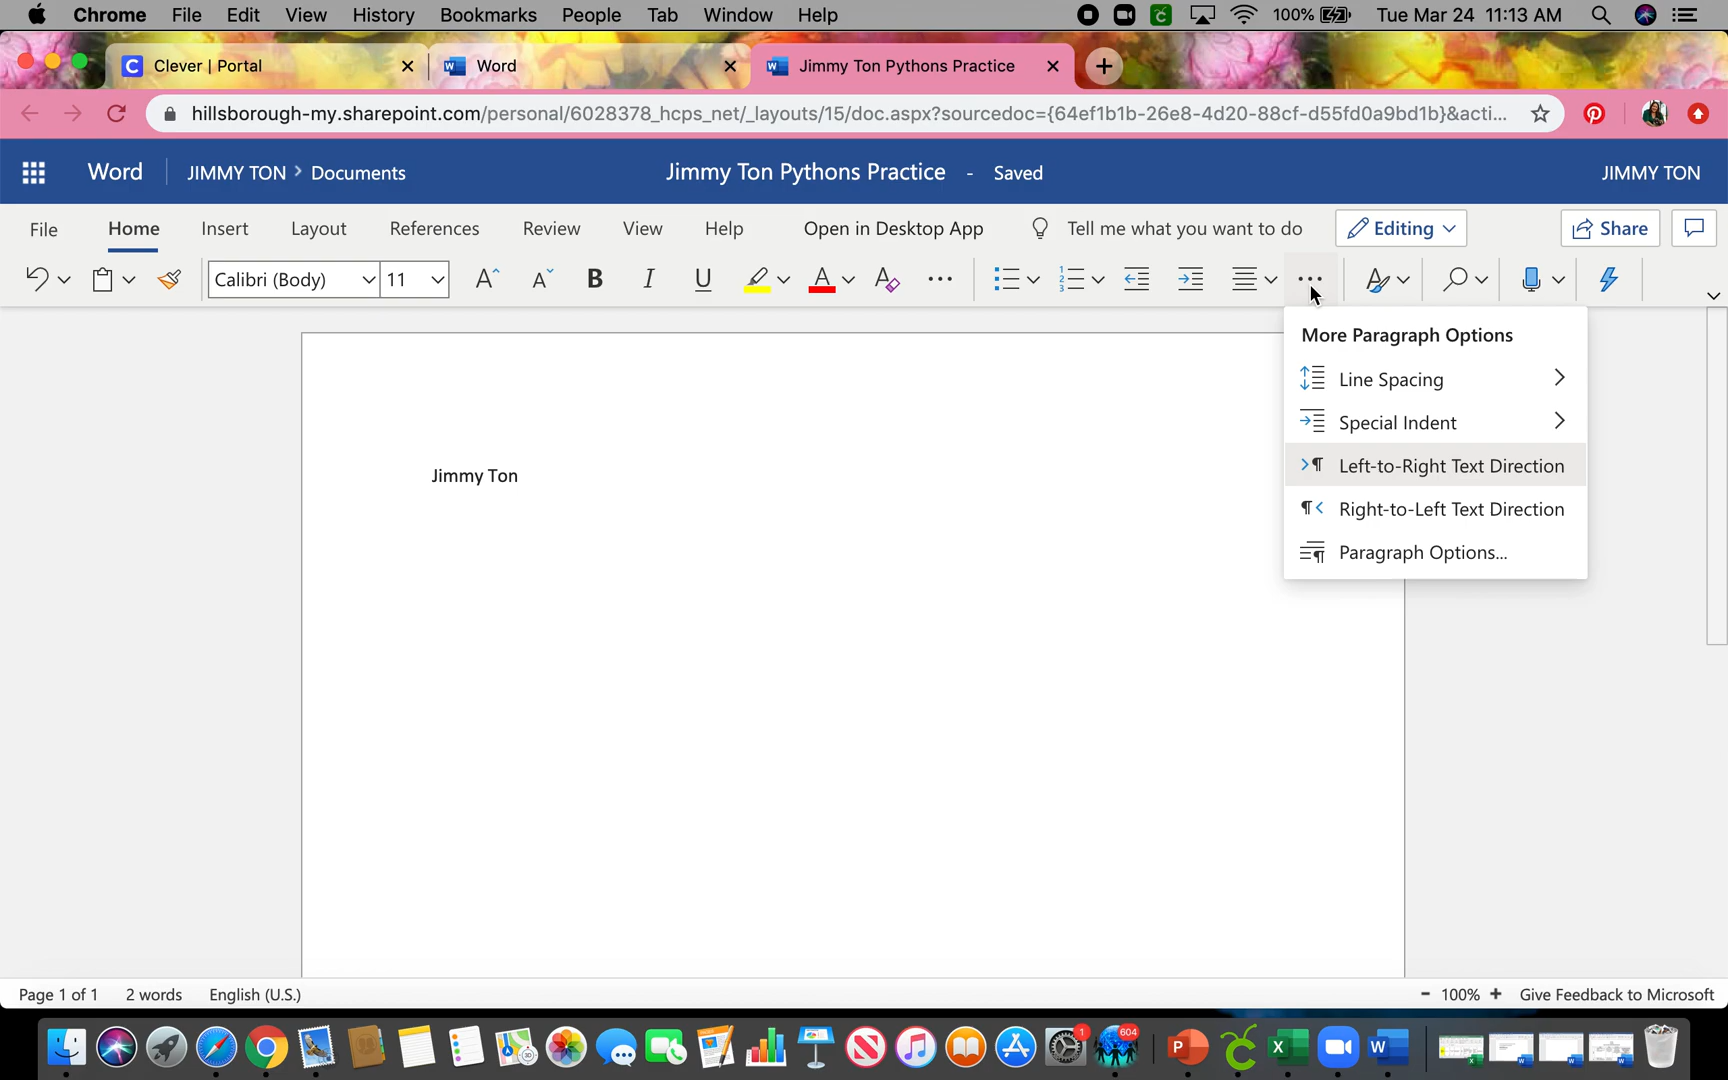 Chrome File Edit View History Bookmarks People Tab Window Help 100% Tue Mar 24 11:13 AM
Clever | Portal Word Jimmy Ton Pythons Practice
hillsborough-my.sharepoint.com/personal/6028378_hcps_net/_layouts/15/doc.aspx?sourcedoc={64ef1b1b-26e8-4d20-88cf-d55fd0a9bd1b}&acti...
Word JIMMY TON > Documents Jimmy Ton Pythons Practice - Saved JIMMY TON
File Home Insert Layout References Review View Help Open in Desktop App Tell me what you want to do Editing Share
Calibri (Body) 11 A A B I U A A
More Paragraph Options
Line Spacing
Special Indent
Left-to-Right Text Direction
Right-to-Left Text Direction
Paragraph Options...
Jimmy Ton
Page 1 of 1 2 words English (U.S.) - 100% + Give Feedback to Microsoft
1 604